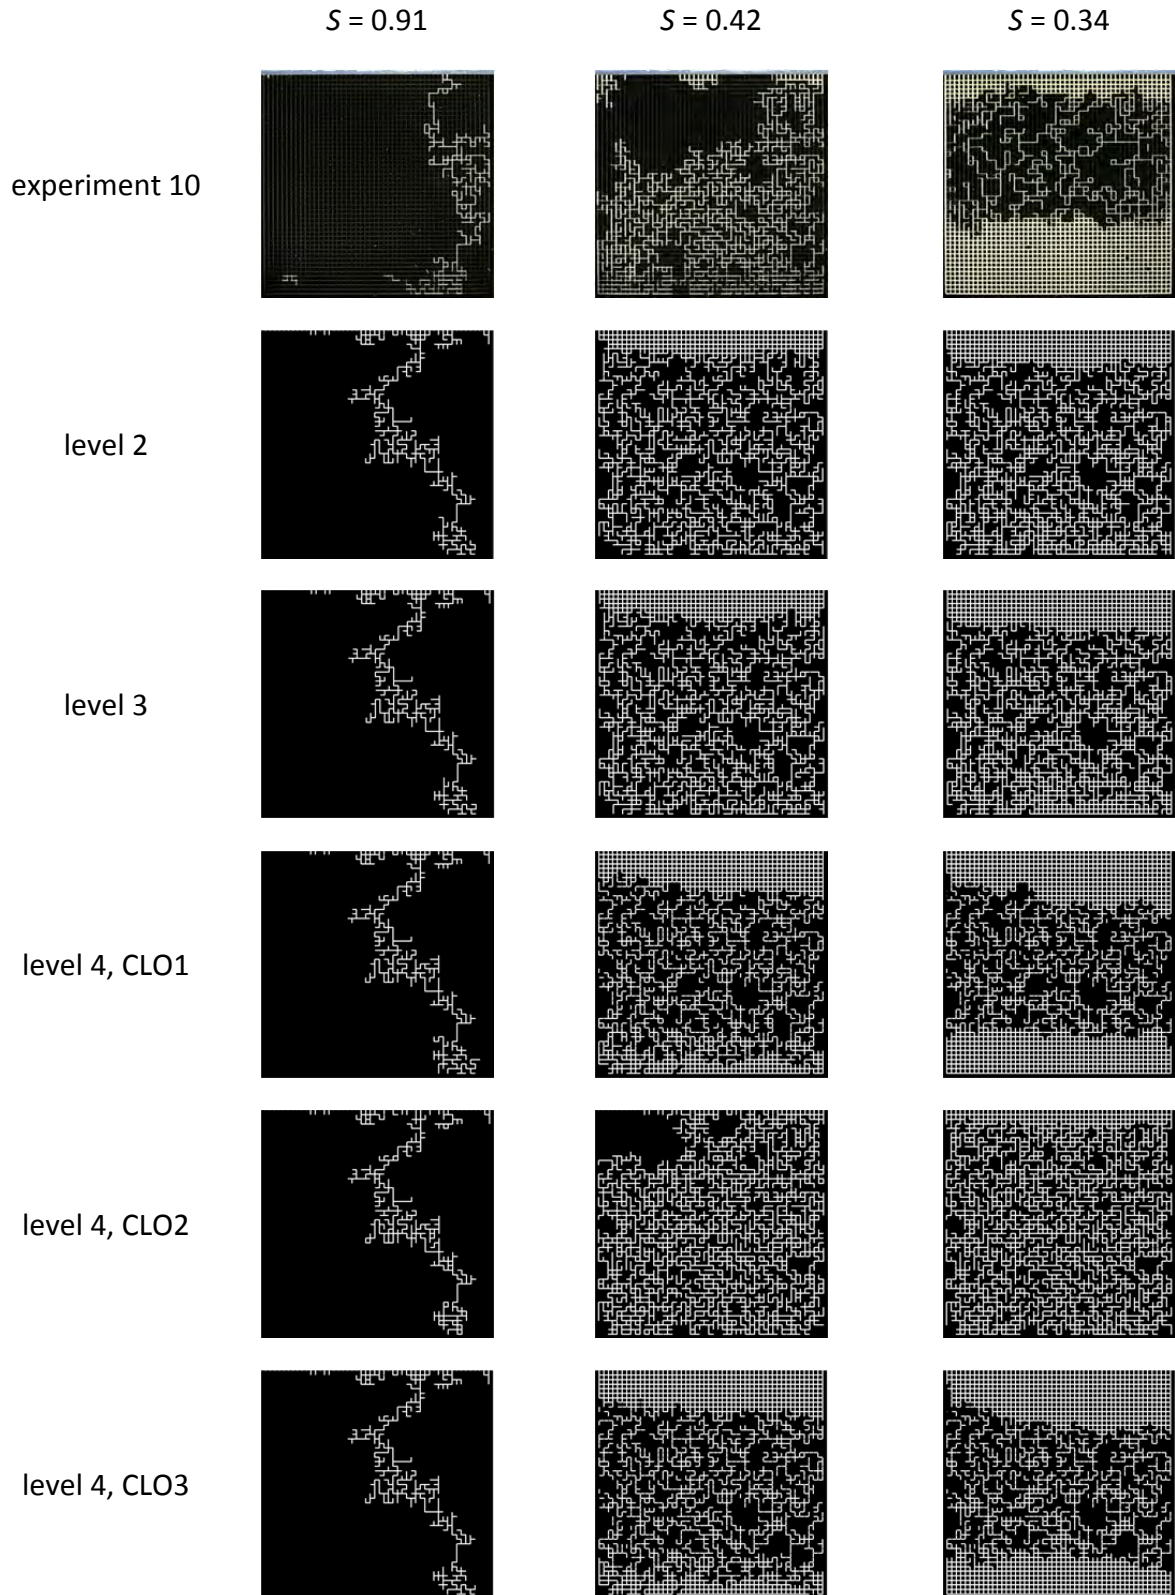 S = 0.91 S = 0.42 S = 0.34
experiment 10
level 2
level 3
level 4, CLO1
level 4, CLO2
level 4, CLO3